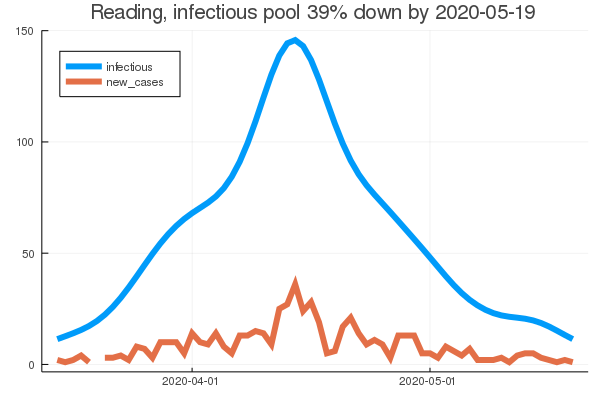 Reading, infectious pool 39% down by 2020-05-19
150
infectious
new_cases
100
50
0
2020-04-01
2020-05-01